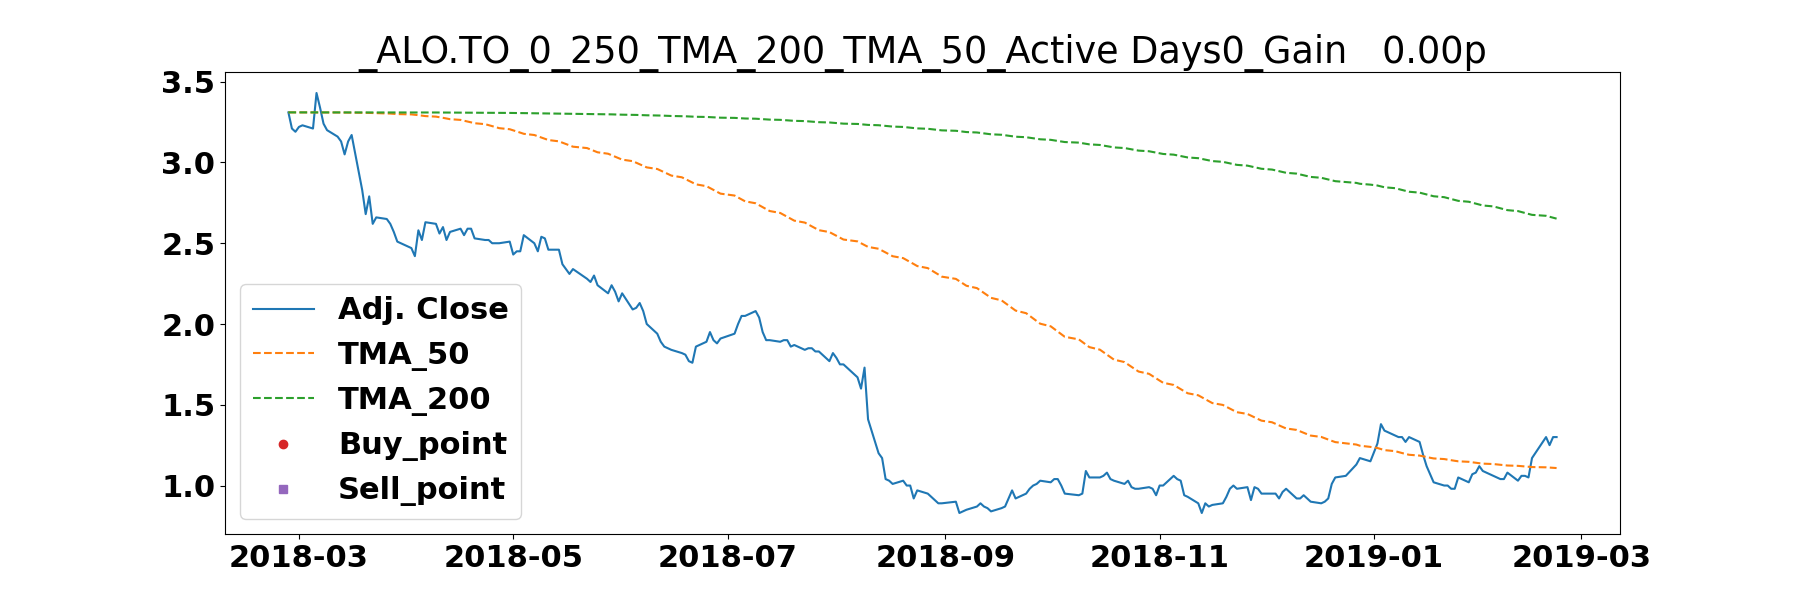 _ALO.TO_0_250_TMA_200_TMA_50_Active Days0_Gain   0.00p
3.5
3.0
2.5
2.0
1.5
1.0
Adj. Close
TMA_50
TMA_200
Buy_point
Sell_point
2018-03 2018-05 2018-07 2018-09 2018-11 2019-01 2019-03